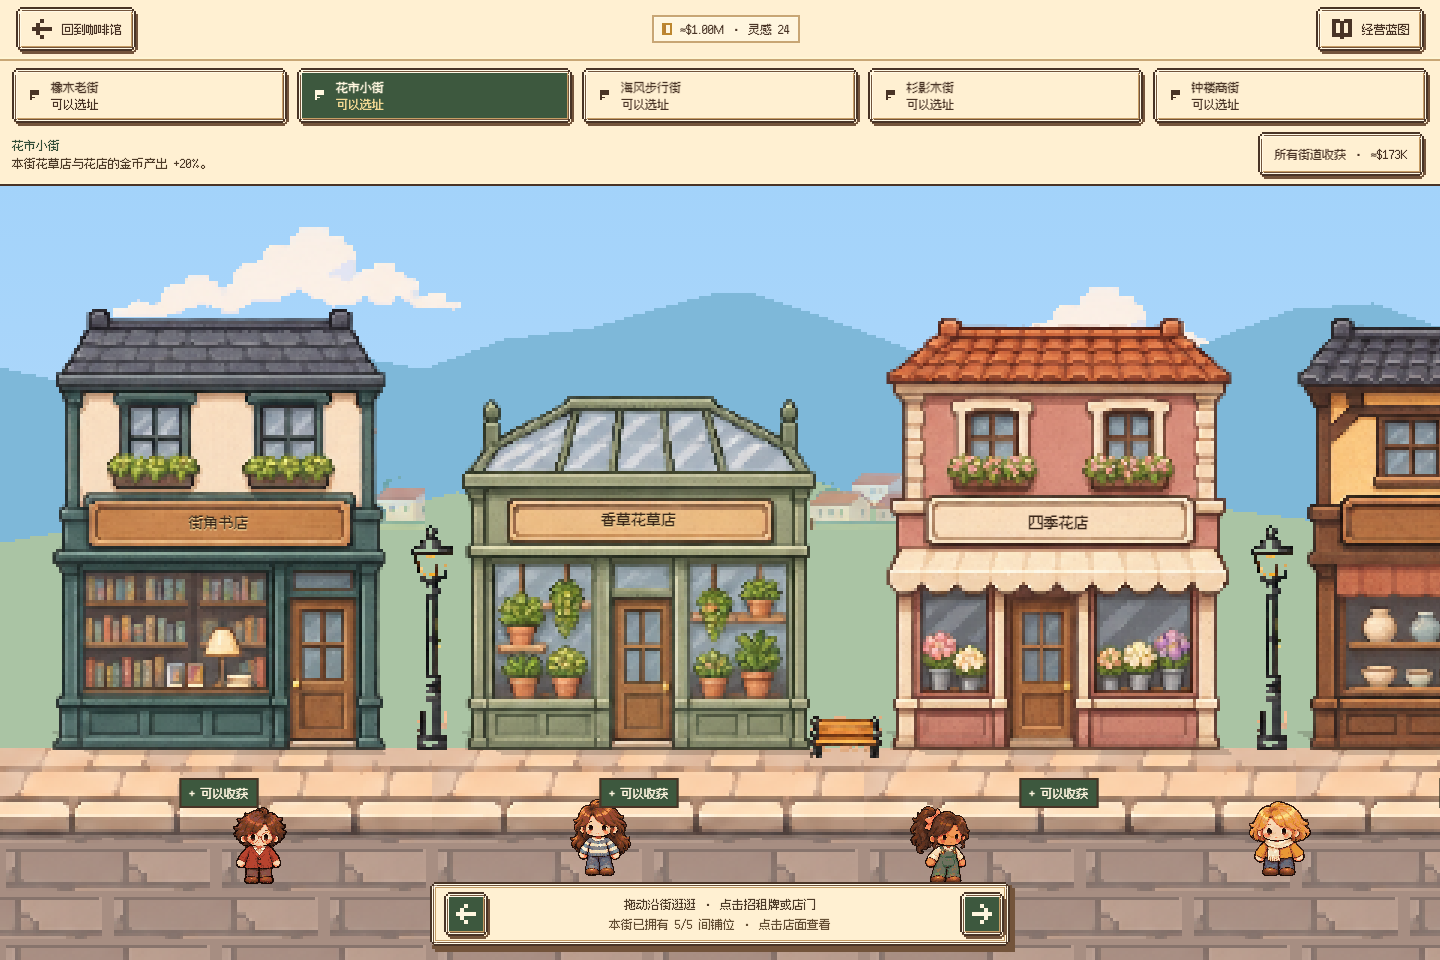 回到咖啡馆
≈$1.00M · 灵感 24
经营蓝图
橡木老街
可以选址
花市小街
可以选址
海风步行街
可以选址
杉影木街
可以选址
钟楼商街
可以选址
花市小街
本街花草店与花店的金币产出 +20%。
所有街道收获 · ≈$173K
街角书店
香草花草店
四季花店
+ 可以收获
+ 可以收获
+ 可以收获
拖动沿街逛逛 · 点击招租牌或店门
本街已拥有 5/5 间铺位 · 点击店面查看